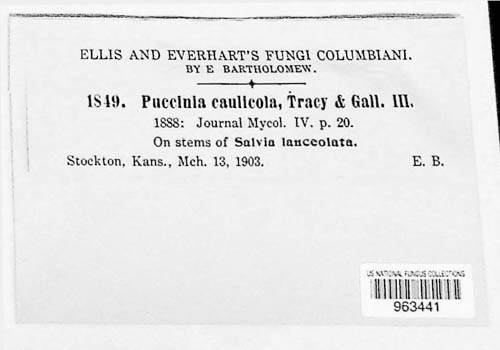 ELLIS AND EVERHART'S FUNGI COLUMBIANI.
BY E BARTHOLOMEW.
1849. Puccinia caulicola, Tracy & Gall. III.
1888: Journal Mycol. IV. p. 20.
On stems of Salvia lanceolata.
Stockton, Kans., Mch. 13, 1903. E. B.
US NATIONAL FUNGUS COLLECTIONS
963441